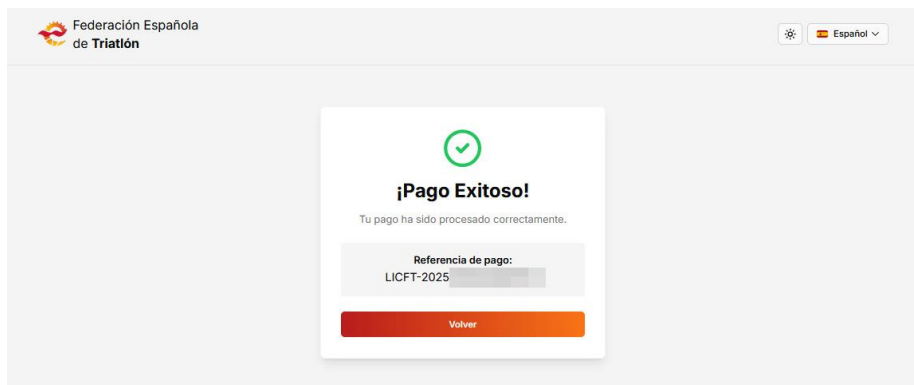 Federación Española
de Triatlón
Español
¡Pago Exitoso!
Tu pago ha sido procesado correctamente.
Referencia de pago:
LICFT-2025
Volver